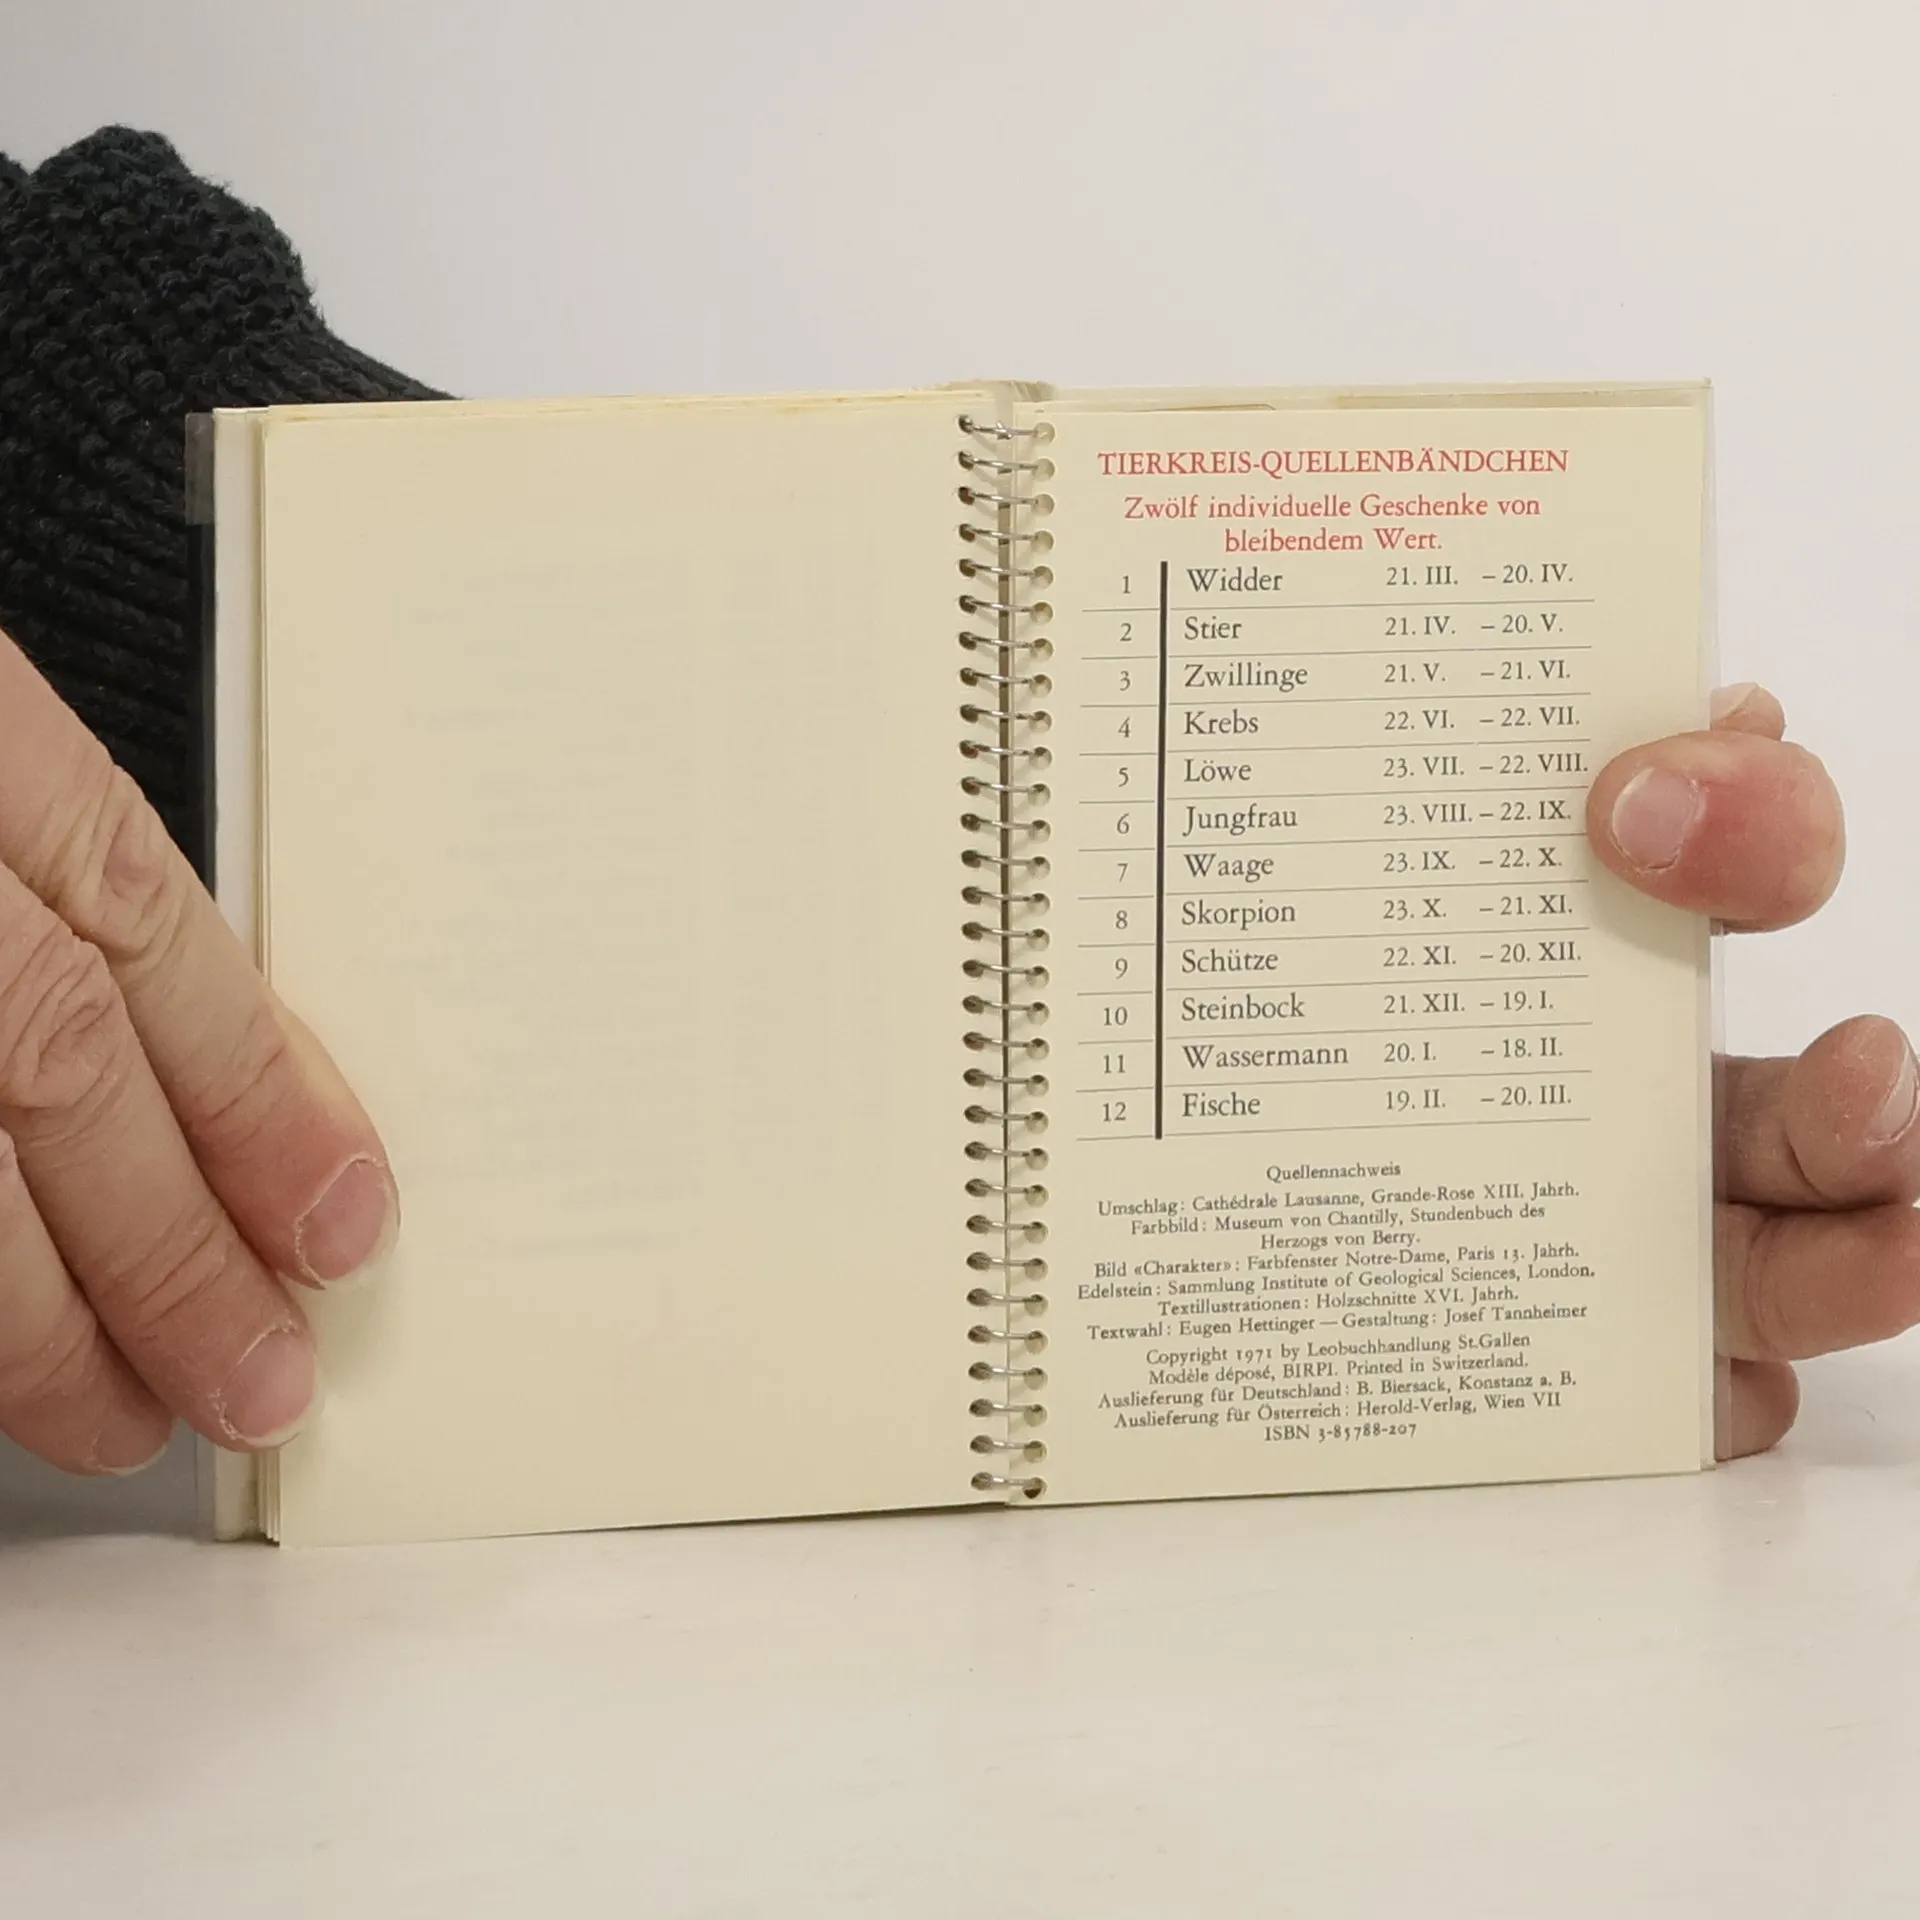 TIERKREIS-QUELLENBÄNDCHEN
Zwölf individuelle Geschenke von
bleibendem Wert.
1 Widder 21. III. – 20. IV.
2 Stier 21. IV. – 20. V.
3 Zwillinge 21. V. – 21. VI.
4 Krebs 22. VI. – 22. VII.
5 Löwe 23. VII. – 22. VIII.
6 Jungfrau 23. VIII. – 22. IX.
7 Waage 23. IX. – 22. X.
8 Skorpion 23. X. – 21. XI.
9 Schütze 22. XI. – 20. XII.
10 Steinbock 21. XII. – 19. I.
11 Wassermann 20. I. – 18. II.
12 Fische 19. II. – 20. III.
Quellennachweis
Umschlag: Cathédrale Lausanne, Grande-Rose XIII. Jahrh.
Farbbild: Museum von Chantilly, Stundenbuch des
Herzogs von Berry.
Bild «Charakter»: Farbfenster Notre-Dame, Paris 13. Jahrh.
Edelstein: Sammlung Institute of Geological Sciences, London.
Textillustrationen: Holzschnitte XVI. Jahrh.
Textwahl: Eugen Hettinger — Gestaltung: Josef Tannheimer
Copyright 1971 by Leobuchhandlung St.Gallen
Modèle déposé, BIRPI. Printed in Switzerland.
Auslieferung für Deutschland: B. Biersack, Konstanz a. B.
Auslieferung für Österreich: Herold-Verlag, Wien VII
ISBN 3-85788-207